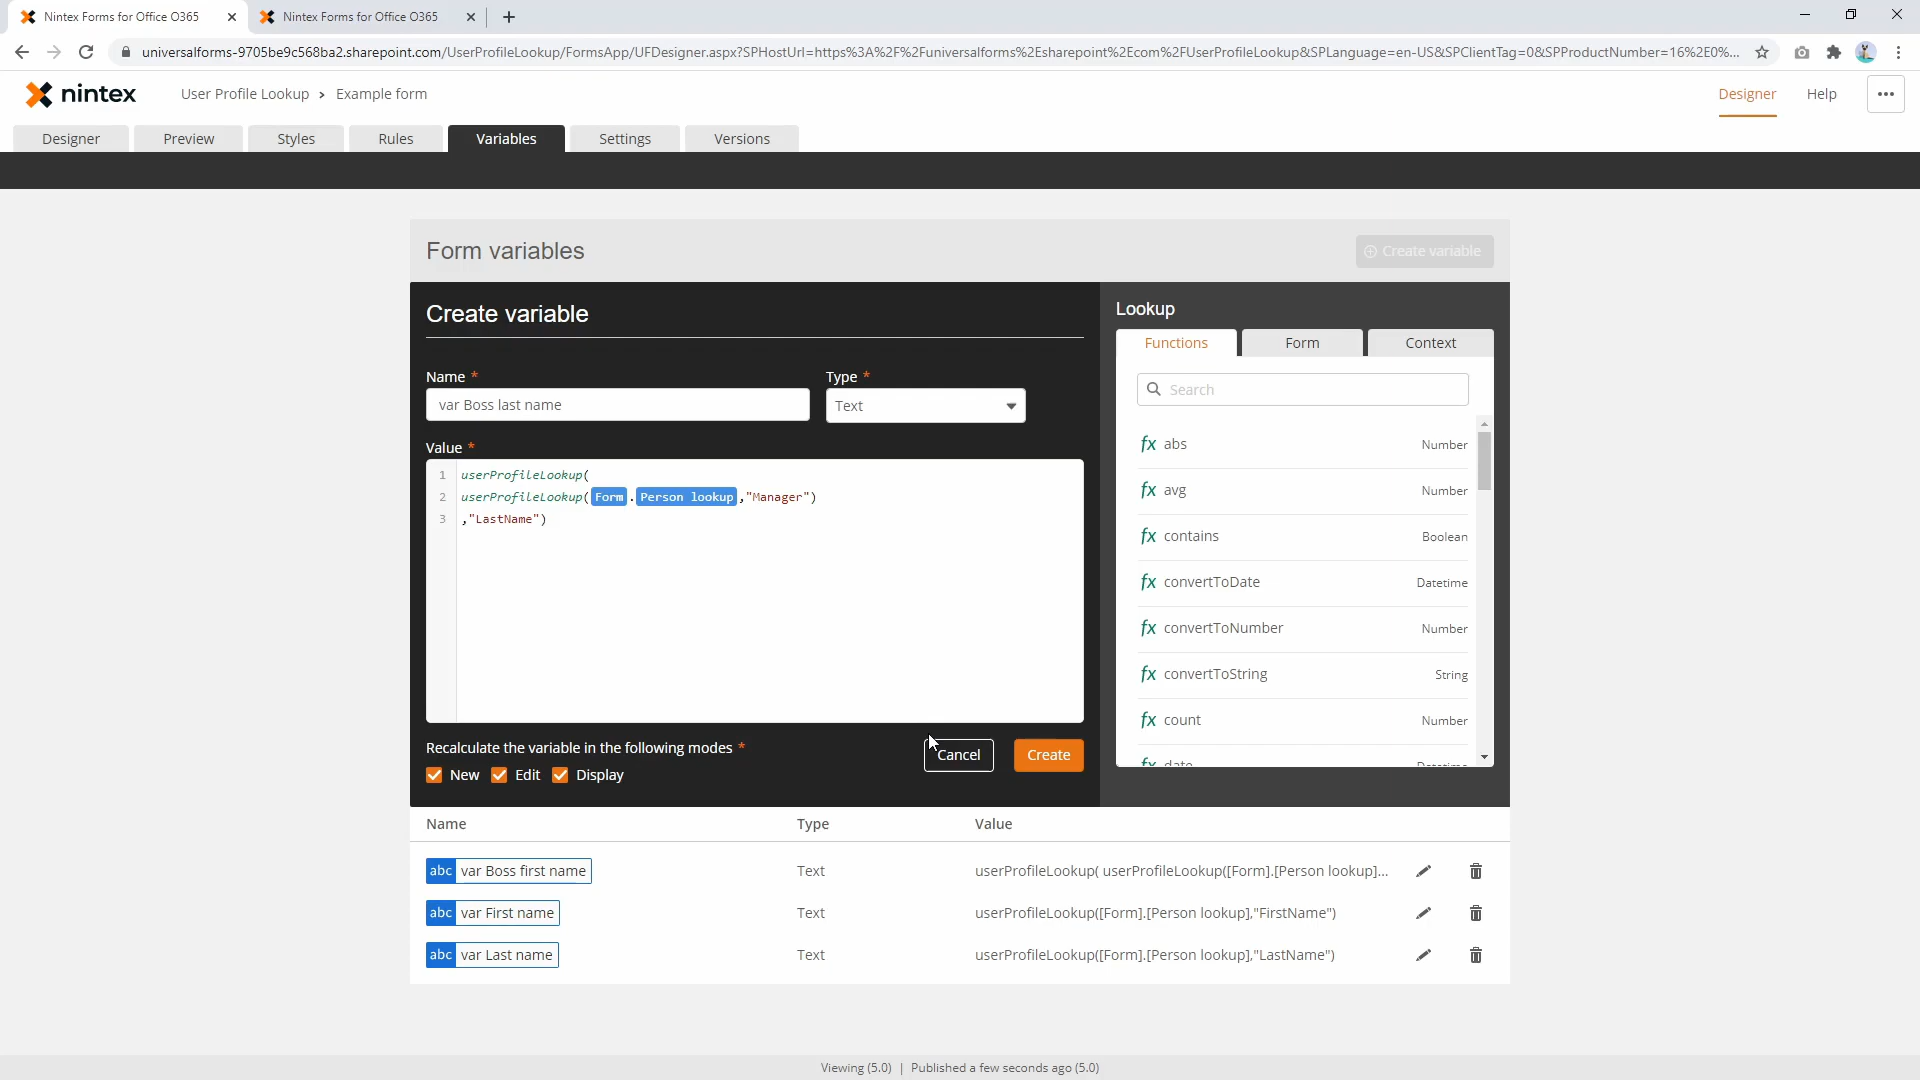 Nintex Forms for Office O365
Nintex Forms for Office O365
universalforms-9705be9c568ba2.sharepoint.com/UserProfileLookup/FormsApp/UFDesigner.aspx?SPHostUrl=https%3A%2F%2Funiversalforms%2Esharepoint%2Ecom%2FUserProfileLookup&SPLanguage=en-US&SPClientTag=0&SPProductNumber=16%2E0%...
nintex
User Profile Lookup › Example form
Designer
Help
Designer
Preview
Styles
Rules
Variables
Settings
Versions
Form variables
Create variable
Create variable
Name *
Type *
var Boss last name
Text
Value *
1 userProfileLookup(
2 userProfileLookup(Form.Person lookup,"Manager")
3 ,"LastName")
Recalculate the variable in the following modes *
New
Edit
Display
Cancel
Create
Lookup
Functions
Form
Context
Search
fx abs Number
fx avg Number
fx contains Boolean
fx convertToDate Datetime
fx convertToNumber Number
fx convertToString String
fx count Number
fx date Datetime
Name Type Value
abc var Boss first name Text userProfileLookup( userProfileLookup([Form].[Person lookup]...
abc var First name Text userProfileLookup([Form].[Person lookup],"FirstName")
abc var Last name Text userProfileLookup([Form].[Person lookup],"LastName")
Viewing (5.0) | Published a few seconds ago (5.0)